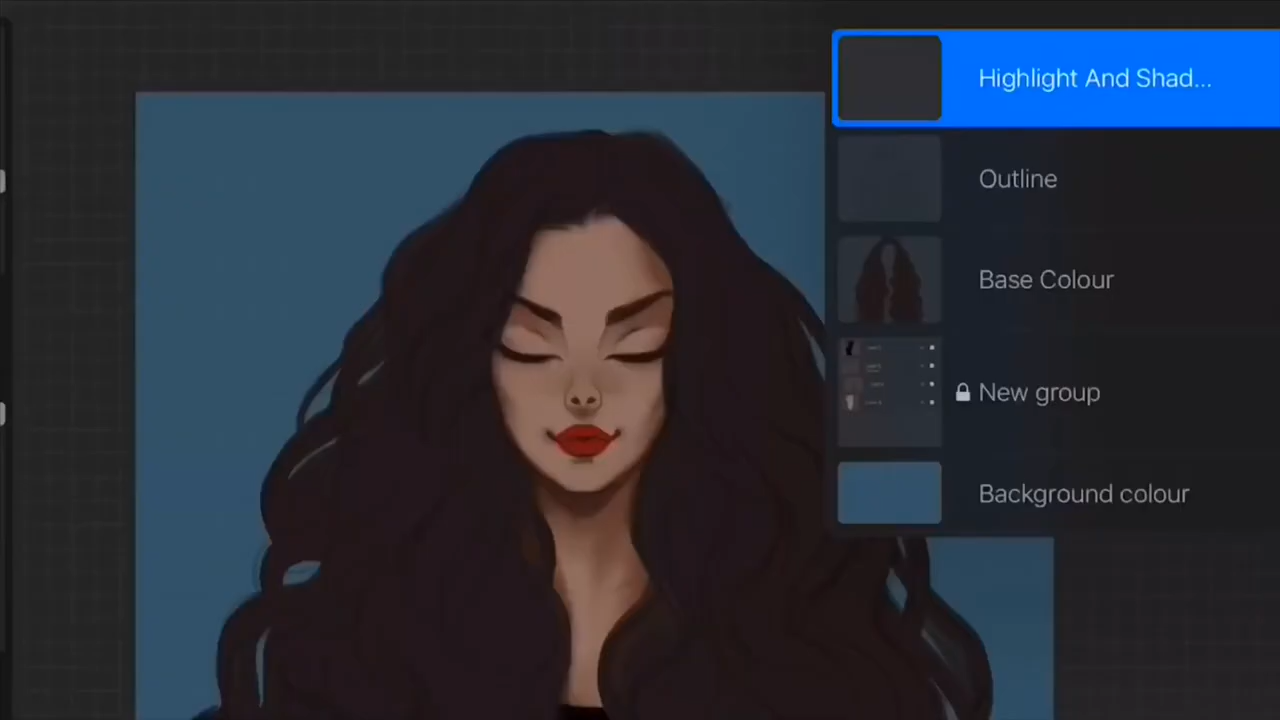 Highlight And Shad...
Outline
Base Colour
New group
Background colour